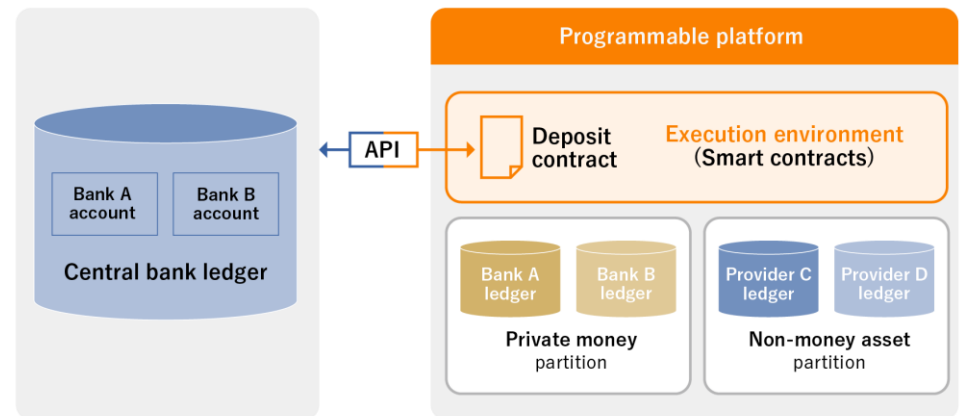 Bank A
account
Bank B
account
Central bank ledger
API
Programmable platform
Deposit
contract
Execution environment
(Smart contracts)
Bank A
ledger
Bank B
ledger
Private money
partition
Provider C
ledger
Provider D
ledger
Non-money asset
partition